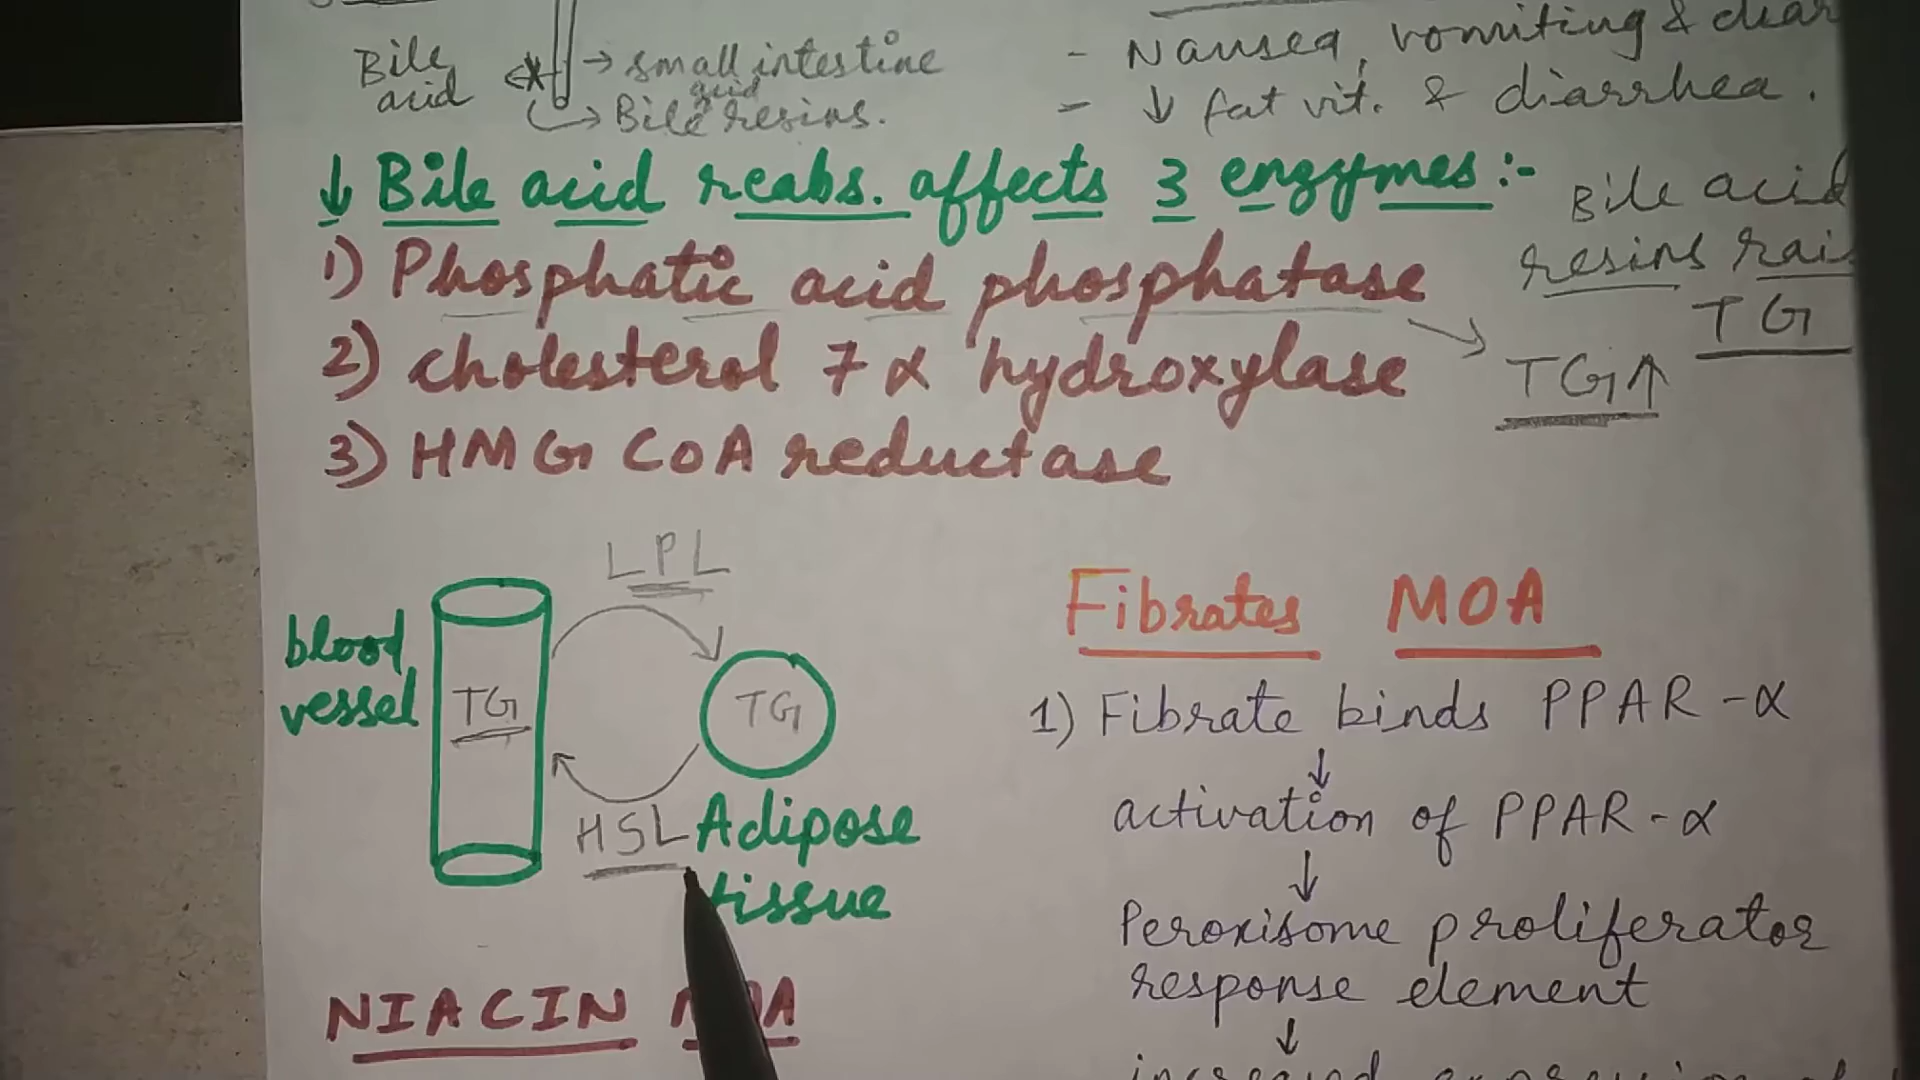 Bile
acid
→ small intestine
acid
→ Bile resins.
- Nausea, vomiting &
- ↓ fat vit. & diarrhea.
↓ Bile acid reabs. affects 3 enzymes:-
1) Phosphatic acid phosphatase
2) cholesterol 7 α hydroxylase
3) HMG CoA reductase
Bile acid
resins rai
TG
TG↑
LPL
blood
vessel
TG
TG
HSL
Adipose
tissue
NIACIN
Fibrates MOA
1) Fibrate binds PPAR-α
↓
activation of PPAR-α
↓
Peroxisome proliferator
response element
↓